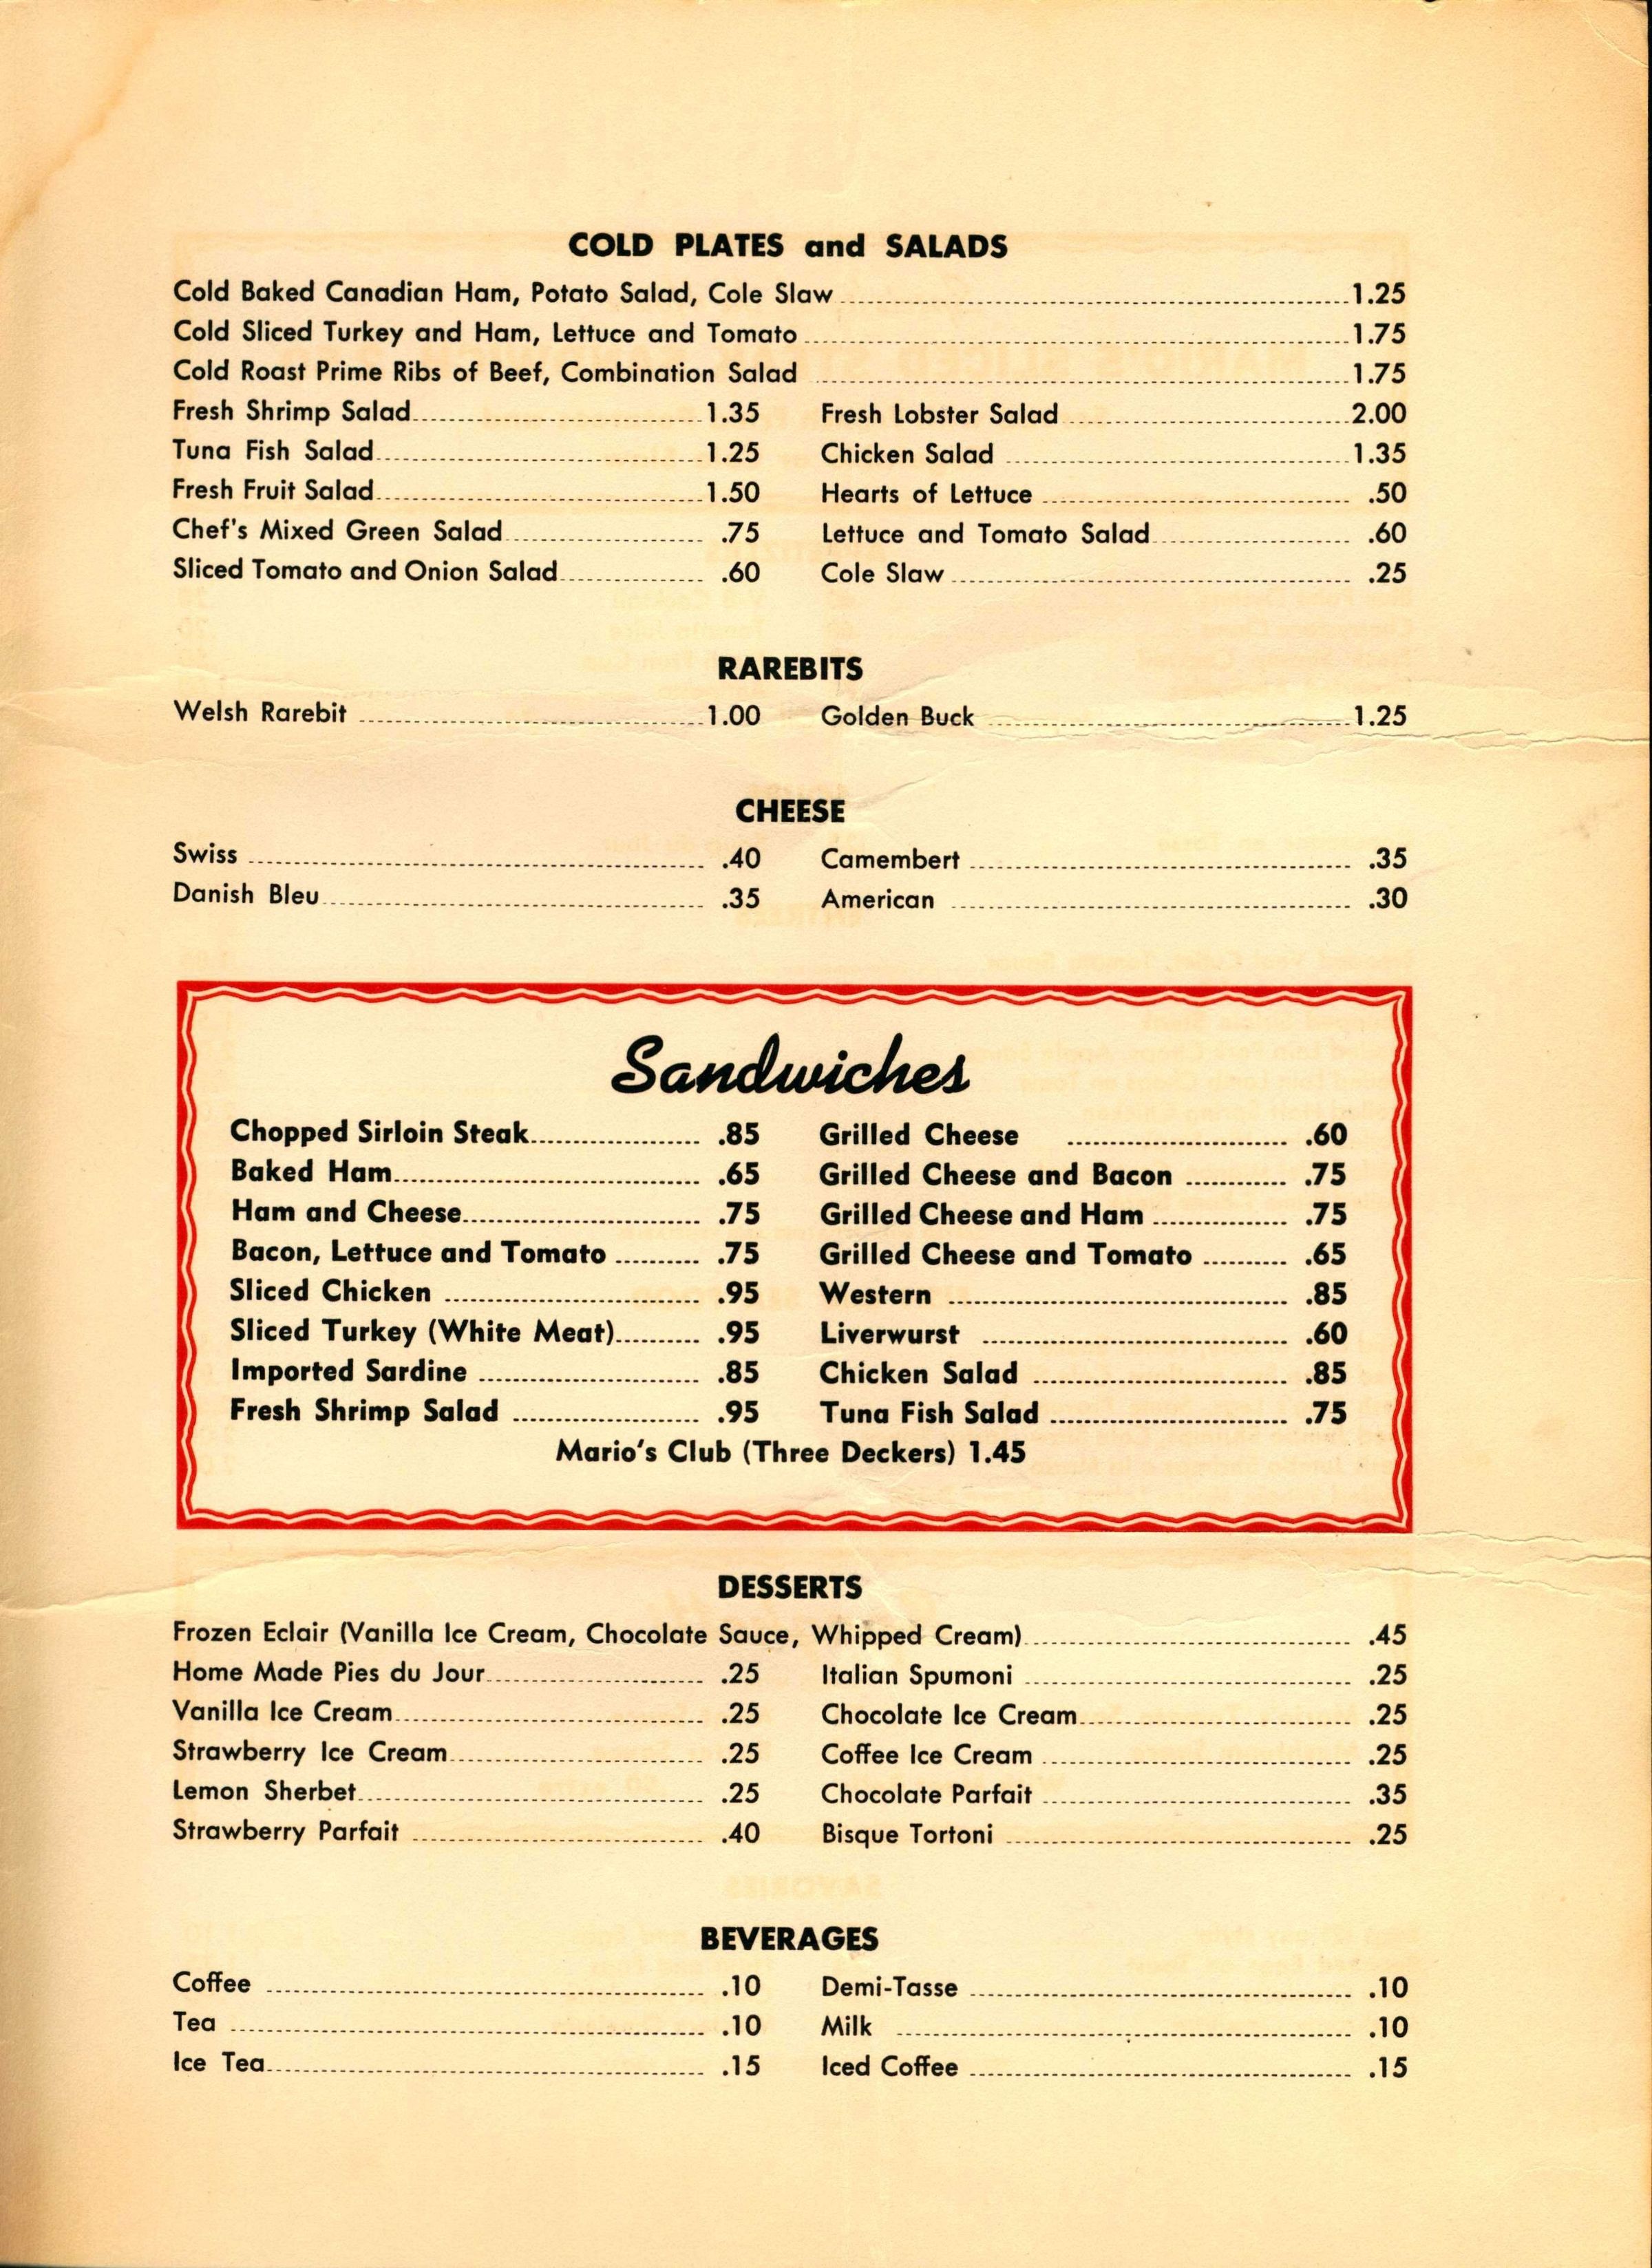 COLD PLATES and SALADS
Cold Baked Canadian Ham, Potato Salad, Cole Slaw 1.25
Cold Sliced Turkey and Ham, Lettuce and Tomato 1.75
Cold Roast Prime Ribs of Beef, Combination Salad 1.75
Fresh Shrimp Salad 1.35 Fresh Lobster Salad 2.00
Tuna Fish Salad 1.25 Chicken Salad 1.35
Fresh Fruit Salad 1.50 Hearts of Lettuce .50
Chef's Mixed Green Salad .75 Lettuce and Tomato Salad .60
Sliced Tomato and Onion Salad .60 Cole Slaw .25
RAREBITS
Welsh Rarebit 1.00 Golden Buck 1.25
CHEESE
Swiss .40 Camembert .35
Danish Bleu .35 American .30
Sandwiches
Chopped Sirloin Steak .85 Grilled Cheese .60
Baked Ham .65 Grilled Cheese and Bacon .75
Ham and Cheese .75 Grilled Cheese and Ham .75
Bacon, Lettuce and Tomato .75 Grilled Cheese and Tomato .65
Sliced Chicken .95 Western .85
Sliced Turkey (White Meat) .95 Liverwurst .60
Imported Sardine .85 Chicken Salad .85
Fresh Shrimp Salad .95 Tuna Fish Salad .75
Mario's Club (Three Deckers) 1.45
DESSERTS
Frozen Eclair (Vanilla Ice Cream, Chocolate Sauce, Whipped Cream) .45
Home Made Pies du Jour .25 Italian Spumoni .25
Vanilla Ice Cream .25 Chocolate Ice Cream .25
Strawberry Ice Cream .25 Coffee Ice Cream .25
Lemon Sherbet .25 Chocolate Parfait .35
Strawberry Parfait .40 Bisque Tortoni .25
BEVERAGES
Coffee .10 Demi-Tasse .10
Tea .10 Milk .10
Ice Tea .15 Iced Coffee .15